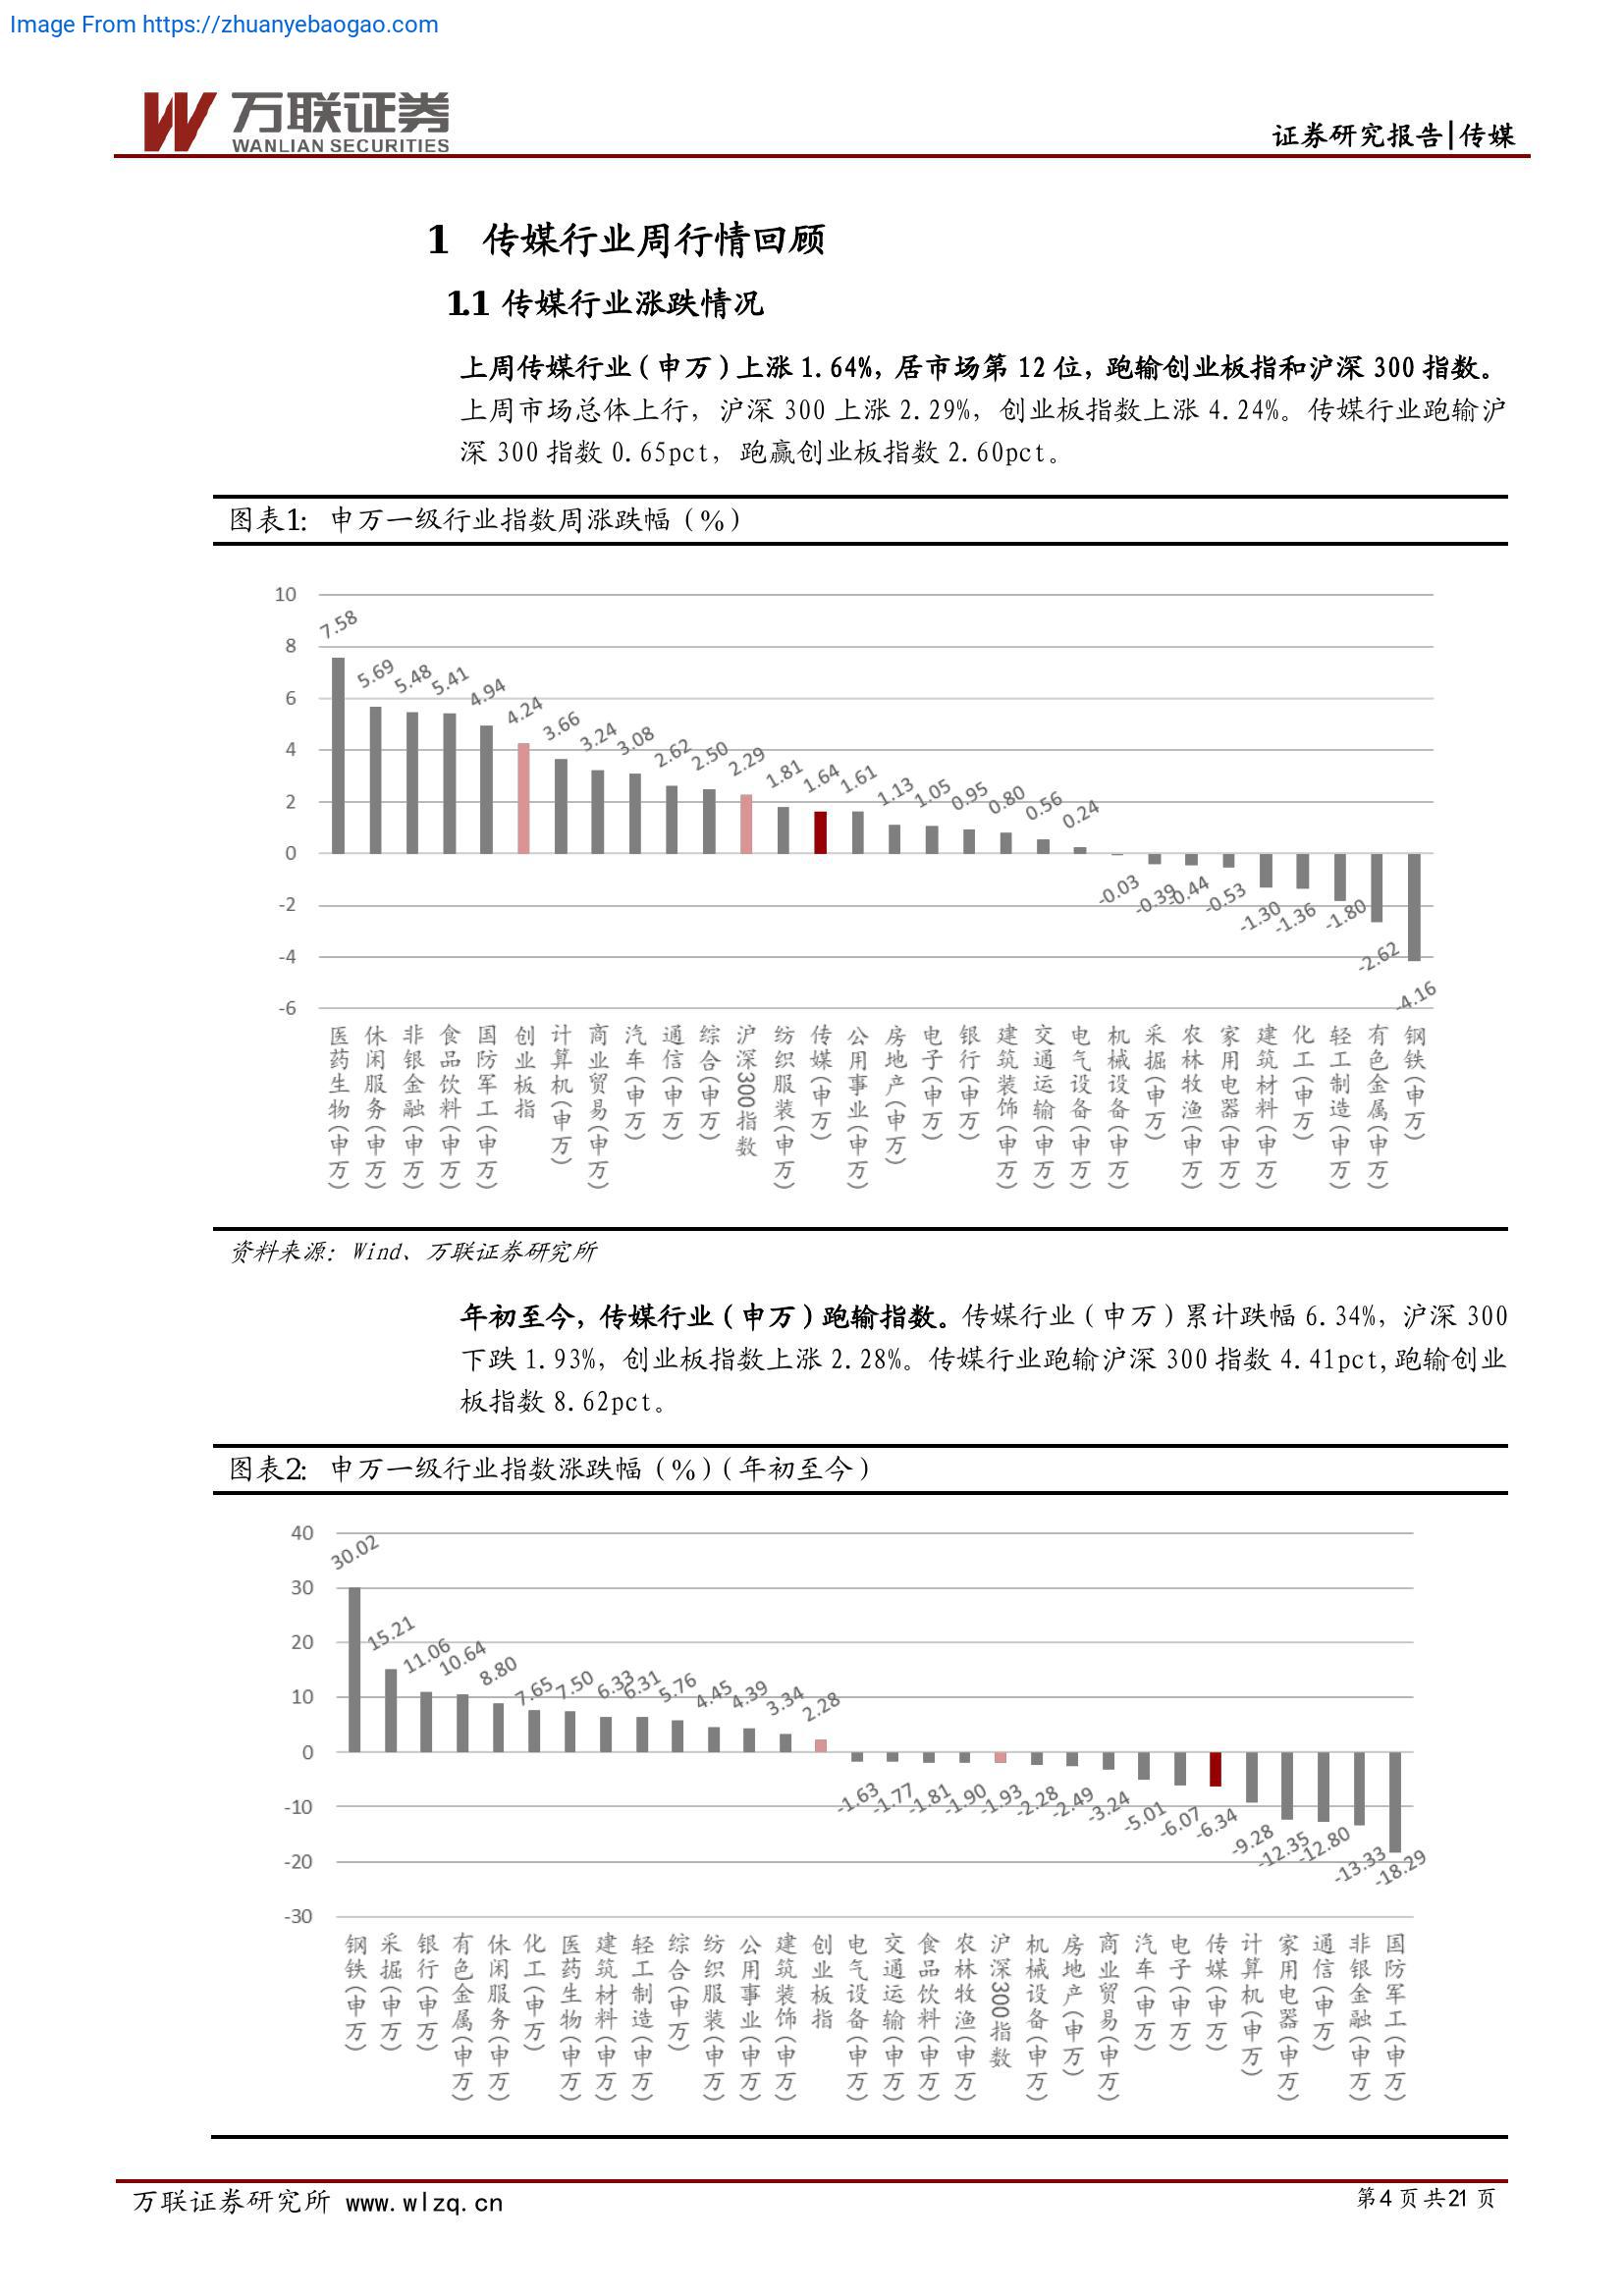 Image From https://zhuanyebaogao.com
万联证券
WANLIAN SECURITIES
证券研究报告|传媒
1 传媒行业周行情回顾
1.1 传媒行业涨跌情况
上周传媒行业（申万）上涨 1.64%，居市场第 12 位，跑输创业板指和沪深 300 指数。
上周市场总体上行，沪深 300 上涨 2.29%，创业板指数上涨 4.24%。传媒行业跑输沪
深 300 指数 0.65pct，跑赢创业板指数 2.60pct。
图表1： 申万一级行业指数周涨跌幅（%）
10
8
6
4
2
0
-2
-4
-6
7.58
5.69
5.48
5.41
4.94
4.24
3.66
3.24
3.08
2.62
2.50
2.29
1.81
1.64
1.61
1.13
1.05
0.95
0.80
0.56
0.24
-0.03
-0.39
-0.44
-0.53
-1.30
-1.36
-1.80
-2.62
-4.16
医药生物(申万)
休闲服务(申万)
非银金融(申万)
食品饮料(申万)
国防军工(申万)
创业板指
计算机(申万)
商业贸易(申万)
汽车(申万)
通信(申万)
综合(申万)
沪深300指数
纺织服装(申万)
传媒(申万)
公用事业(申万)
房地产(申万)
电子(申万)
银行(申万)
建筑装饰(申万)
交通运输(申万)
电气设备(申万)
机械设备(申万)
采掘(申万)
农林牧渔(申万)
家用电器(申万)
建筑材料(申万)
化工(申万)
轻工制造(申万)
有色金属(申万)
钢铁(申万)
资料来源：Wind、万联证券研究所
年初至今，传媒行业（申万）跑输指数。传媒行业（申万）累计跌幅 6.34%，沪深 300
下跌 1.93%，创业板指数上涨 2.28%。传媒行业跑输沪深 300 指数 4.41pct,跑输创业
板指数 8.62pct。
图表2： 申万一级行业指数涨跌幅（%）（年初至今）
40
30
20
10
0
-10
-20
-30
30.02
15.21
11.06
10.64
8.80
7.65
7.50
6.33
6.31
5.76
4.45
4.39
3.34
2.28
-1.63
-1.77
-1.81
-1.90
-1.93
-2.28
-2.49
-3.24
-5.01
-6.07
-6.34
-9.28
-12.35
-12.80
-13.33
-18.29
钢铁(申万)
采掘(申万)
银行(申万)
有色金属(申万)
休闲服务(申万)
化工(申万)
医药生物(申万)
建筑材料(申万)
轻工制造(申万)
综合(申万)
纺织服装(申万)
公用事业(申万)
建筑装饰(申万)
创业板指
电气设备(申万)
交通运输(申万)
食品饮料(申万)
农林牧渔(申万)
沪深300指数
机械设备(申万)
房地产(申万)
商业贸易(申万)
汽车(申万)
电子(申万)
传媒(申万)
计算机(申万)
家用电器(申万)
通信(申万)
非银金融(申万)
国防军工(申万)
万联证券研究所 www.wlzq.cn
第4 页共21 页